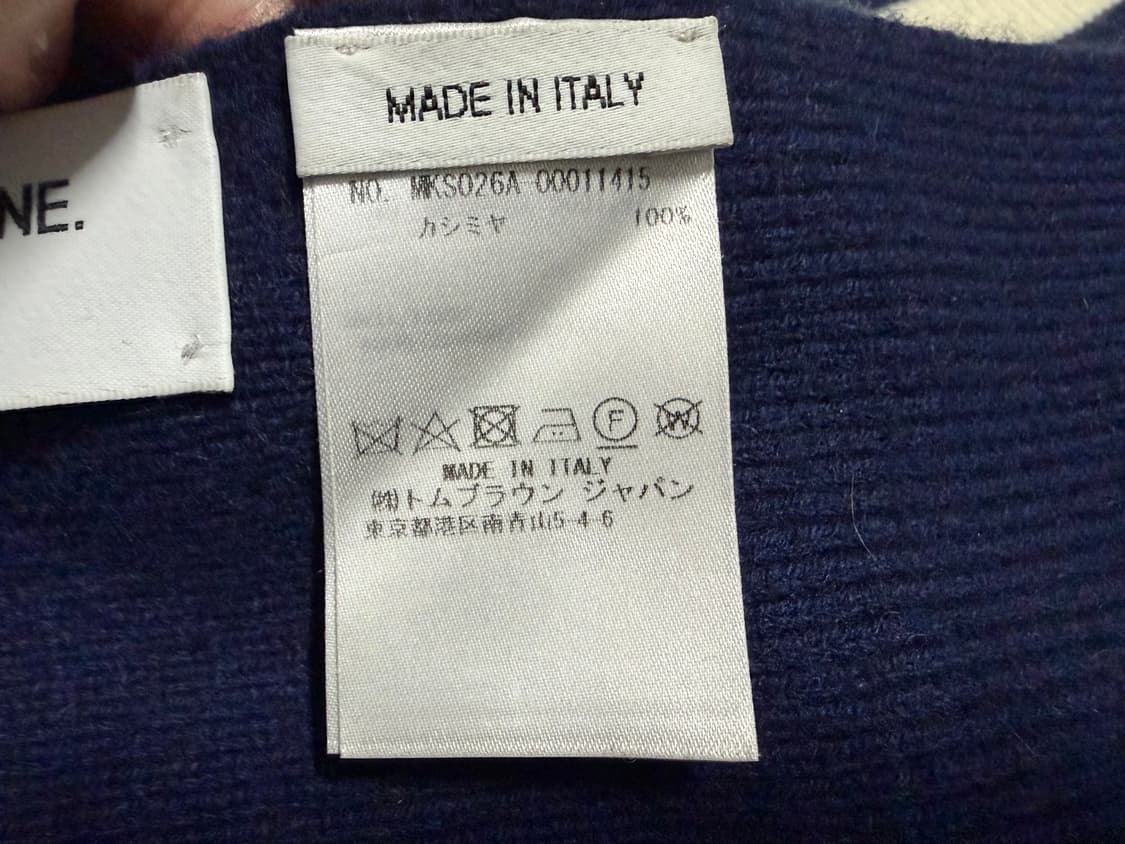 NE.
MADE IN ITALY
NO. MKS026A 00011415
カシミヤ 100%
F W
MADE IN ITALY
㈱トムブラウン ジャパン
東京都港区南青山5-4-6